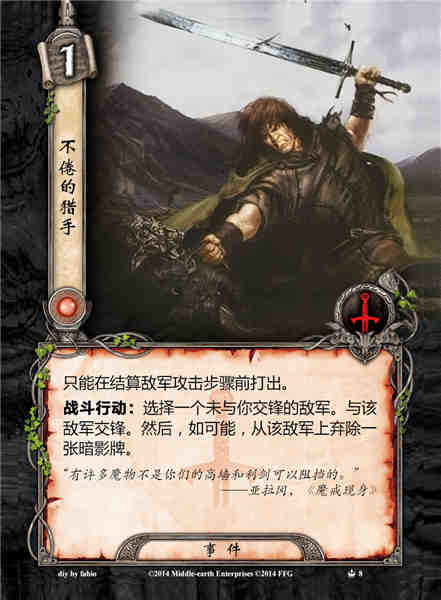 1
不倦的猎手
只能在结算敌军攻击步骤前打出。
战斗行动：选择一个未与你交锋的敌军。与该
敌军交锋。然后，如可能，从该敌军上弃除一
张暗影牌。
“有许多魔物不是你们的高墙和利剑可以阻挡的。”
——亚拉冈，《魔戒现身》
事件
diy by fabio ©2014 Middle-earth Enterprises ©2014 FFG 8